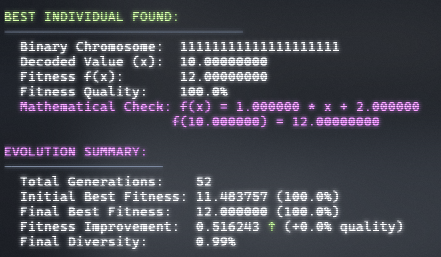 BEST INDIVIDUAL FOUND:
Binary Chromosome: 11111111111111111111
Decoded Value (x): 10.00000000
Fitness f(x): 12.00000000
Fitness Quality: 100.0%
Mathematical Check: f(x) = 1.000000 * x + 2.000000
f(10.000000) = 12.00000000
EVOLUTION SUMMARY:
Total Generations: 52
Initial Best Fitness: 11.483757 (100.0%)
Final Best Fitness: 12.000000 (100.0%)
Fitness Improvement: 0.516243 ↑ (+0.0% quality)
Final Diversity: 0.99%